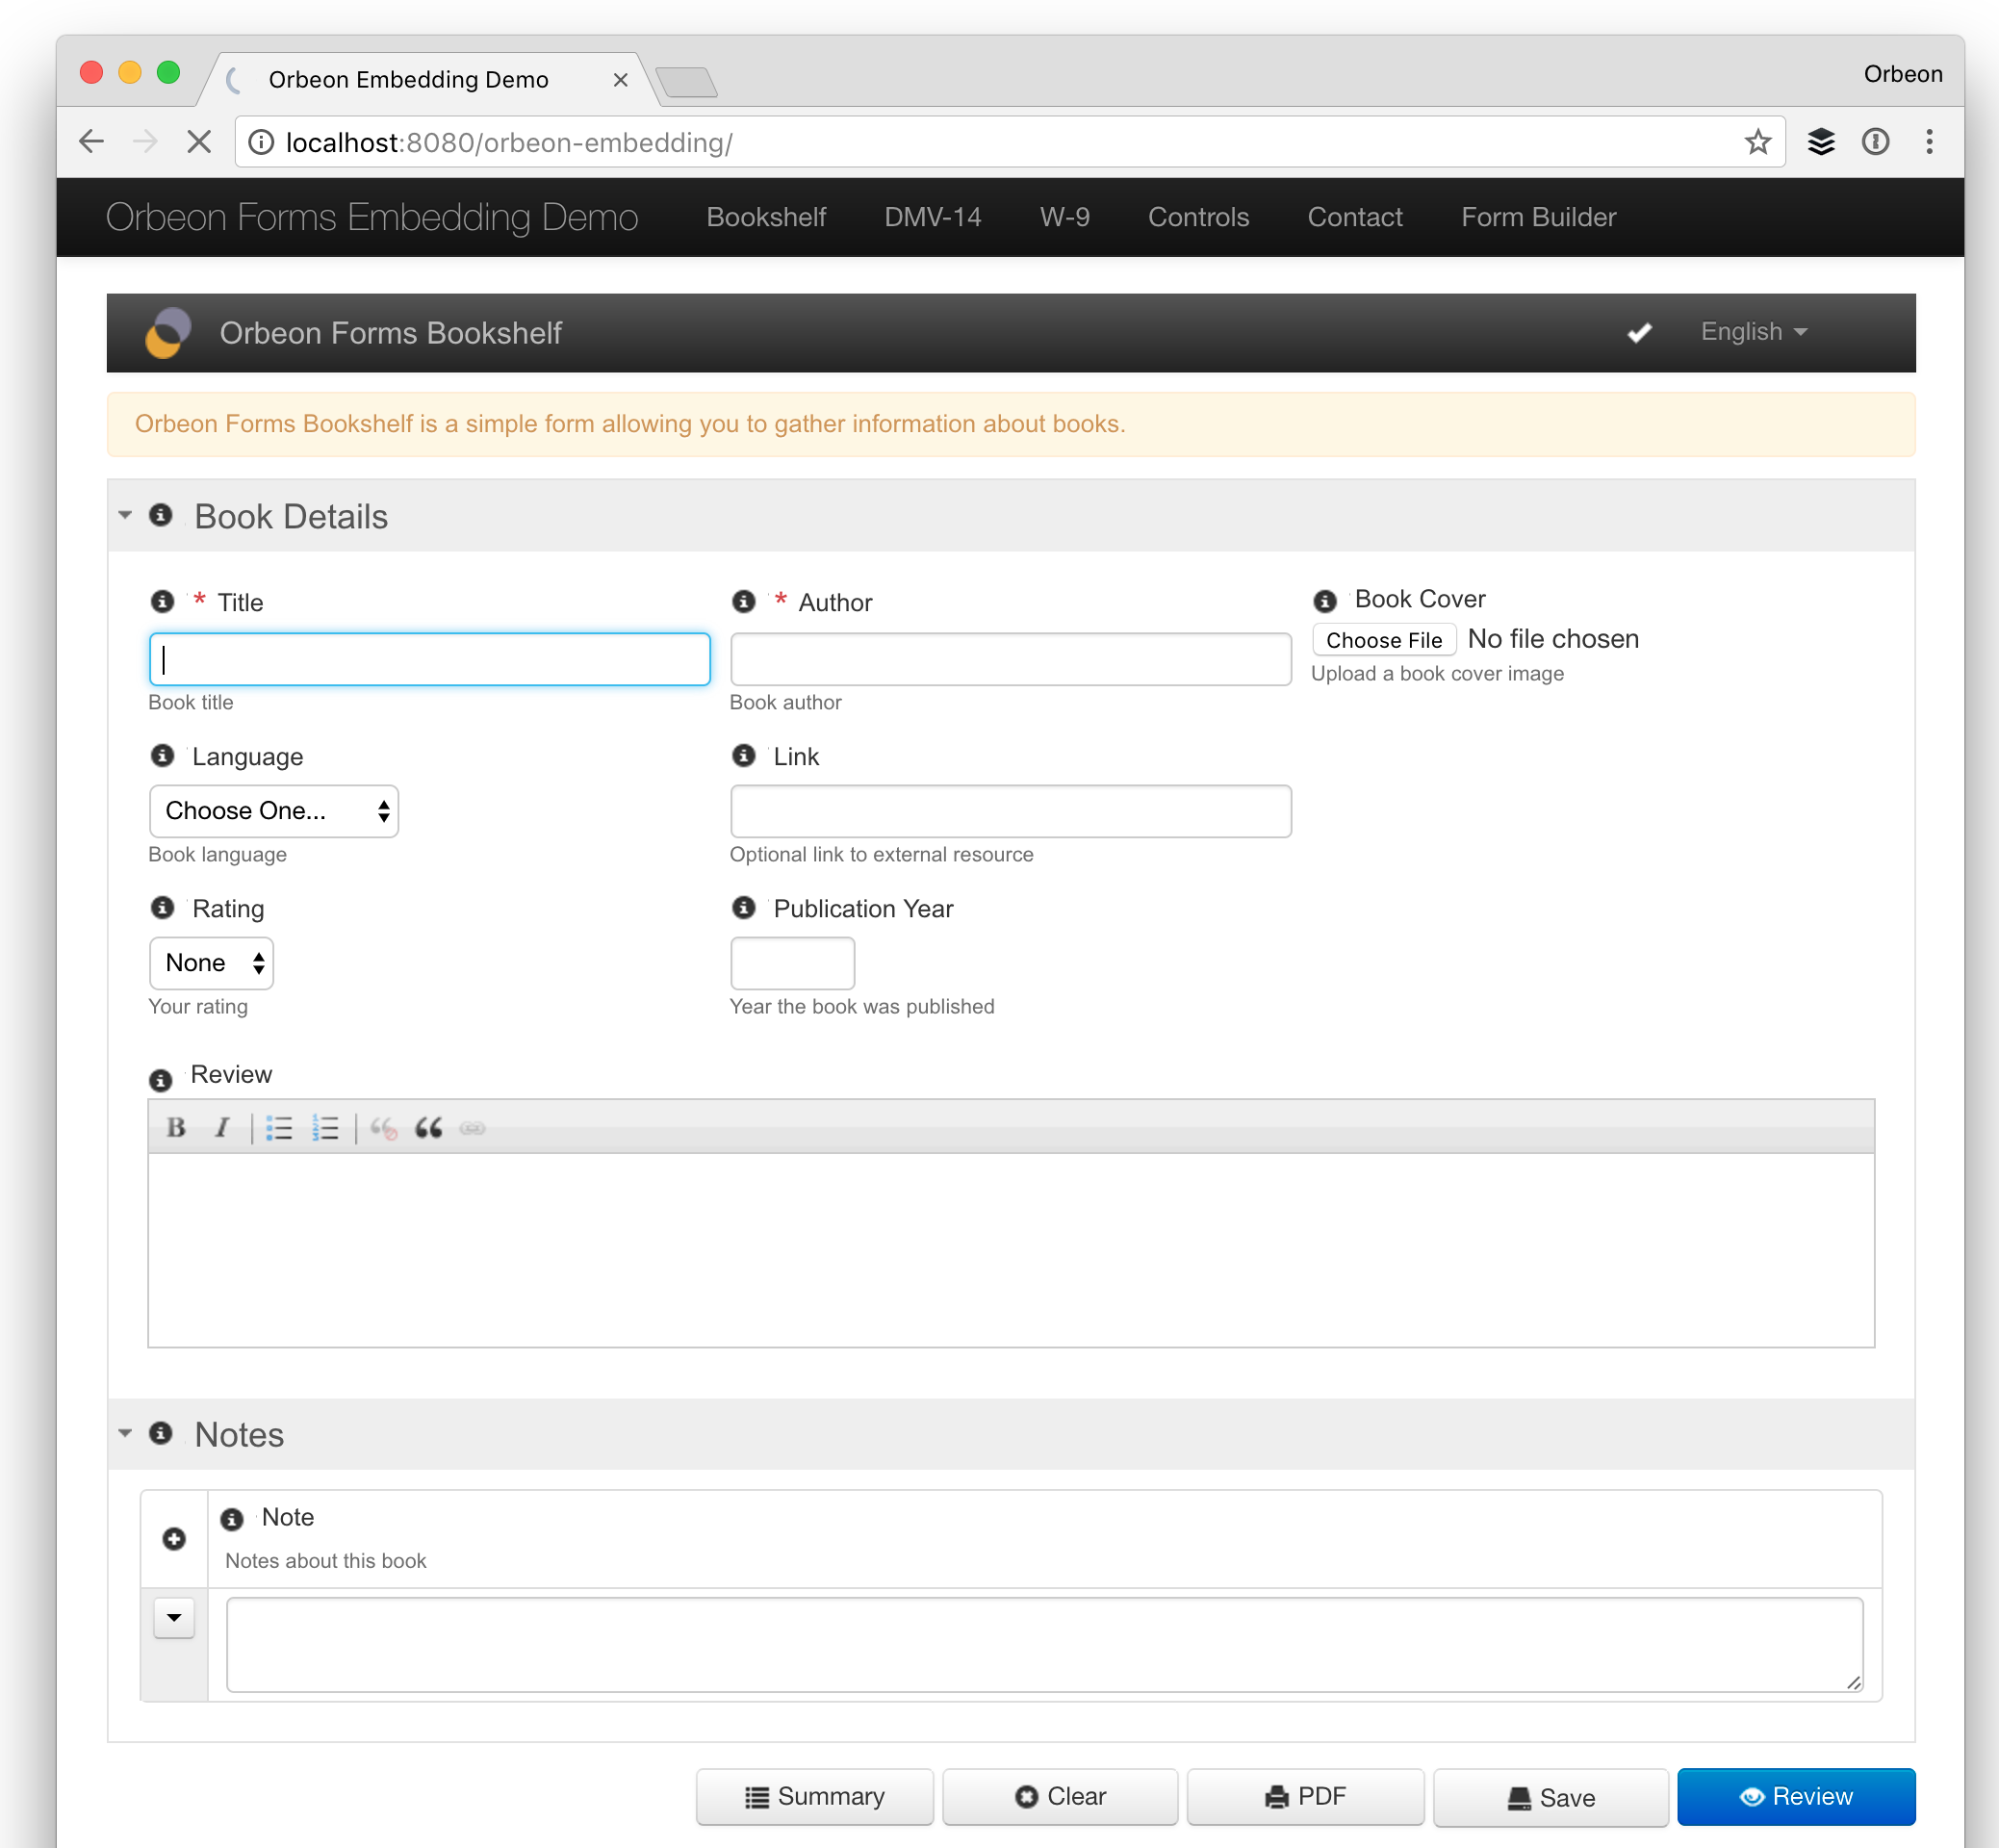 Orbeon Embedding Demo
Orbeon
localhost:8080/orbeon-embedding/
Orbeon Forms Embedding Demo Bookshelf DMV-14 W-9 Controls Contact Form Builder
Orbeon Forms Bookshelf English
Orbeon Forms Bookshelf is a simple form allowing you to gather information about books.
Book Details
* Title * Author Book Cover
Choose File No file chosen
Book title Book author Upload a book cover image
Language Link
Choose One...
Book language Optional link to external resource
Rating Publication Year
None
Your rating Year the book was published
Review
B I
Notes
Note
Notes about this book
Summary Clear PDF Save Review